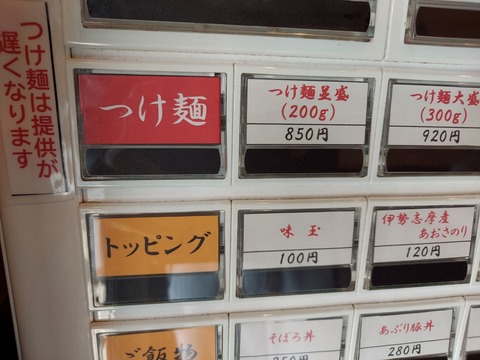 つけ麺は提供が
遅くなります
つけ麺
つけ麺並盛
(200g)
850円
つけ麺大盛
(300g)
920円
トッピング
味玉
100円
伊勢志摩産
あおさのり
120円
ご飯物
そぼろ丼
あぶり豚丼
280円